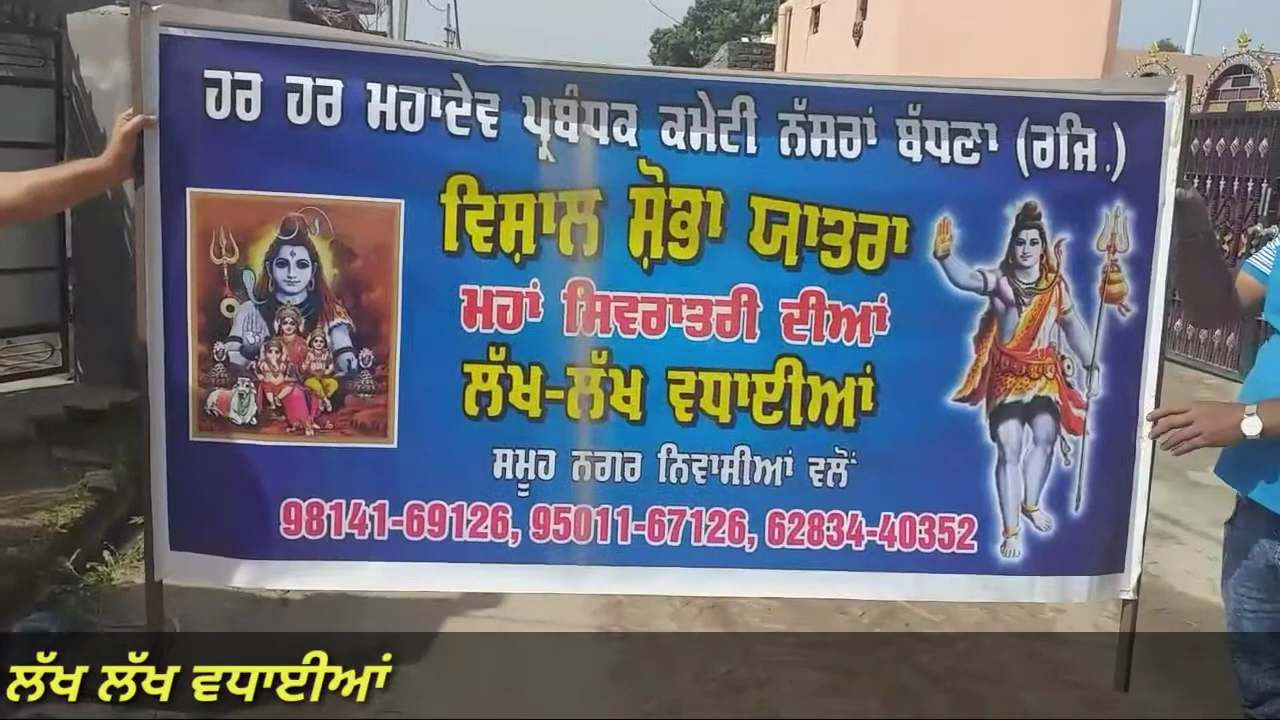 ਹਰ ਹਰ ਮਹਾਦੇਵ ਪ੍ਰਬੰਧਕ ਕਮੇਟੀ ਨੱਸਰਾਂ ਬੱਧਣਾ (ਰਜਿ.)
ਵਿਸ਼ਾਲ ਸ਼ੋਭਾ ਯਾਤਰਾ
ਮਹਾਂ ਸਿਵਰਾਤਰੀ ਦੀਆਂ
ਲੱਖ-ਲੱਖ ਵਧਾਈਆਂ
ਸਮੂਹ ਨਗਰ ਨਿਵਾਸੀਆਂ ਵਲੋਂ
98141-69126, 95011-67126, 62834-40352
ਲੱਖ ਲੱਖ ਵਧਾਈਆਂ